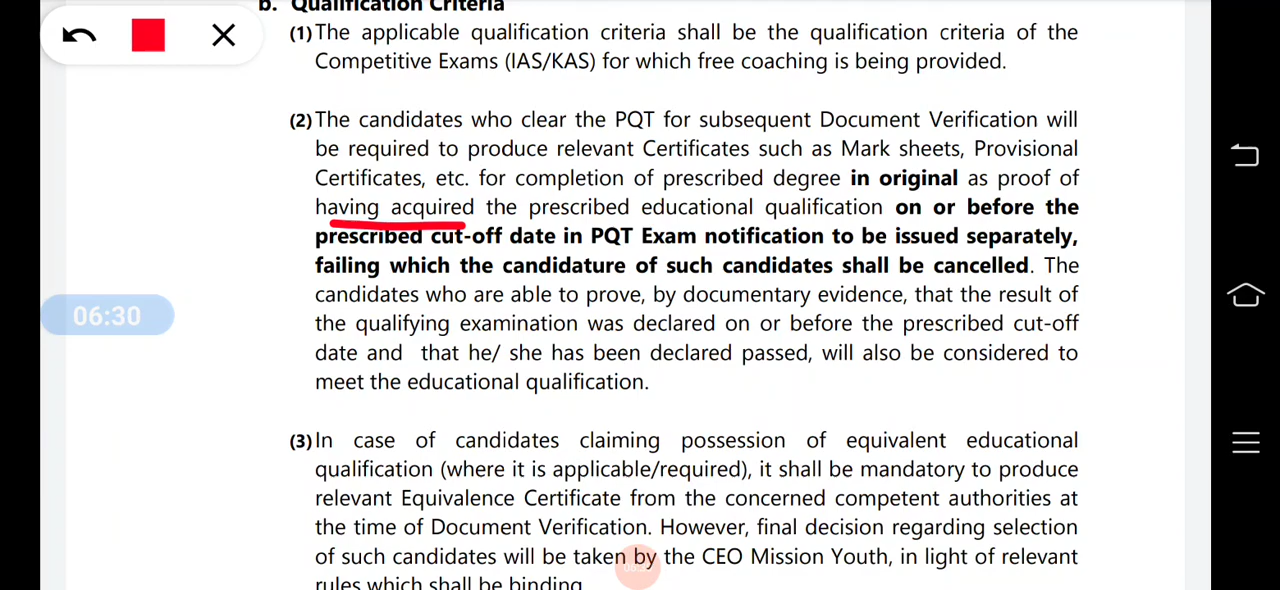 b. Qualification Criteria
(1) The applicable qualification criteria shall be the qualification criteria of the
Competitive Exams (IAS/KAS) for which free coaching is being provided.
(2) The candidates who clear the PQT for subsequent Document Verification will
be required to produce relevant Certificates such as Mark sheets, Provisional
Certificates, etc. for completion of prescribed degree in original as proof of
having acquired the prescribed educational qualification on or before the
prescribed cut-off date in PQT Exam notification to be issued separately,
failing which the candidature of such candidates shall be cancelled. The
candidates who are able to prove, by documentary evidence, that the result of
06:30
the qualifying examination was declared on or before the prescribed cut-off
date and that he/ she has been declared passed, will also be considered to
meet the educational qualification.
(3) In case of candidates claiming possession of equivalent educational
qualification (where it is applicable/required), it shall be mandatory to produce
relevant Equivalence Certificate from the concerned competent authorities at
the time of Document Verification. However, final decision regarding selection
of such candidates will be taken by the CEO Mission Youth, in light of relevant
rules which shall be binding.